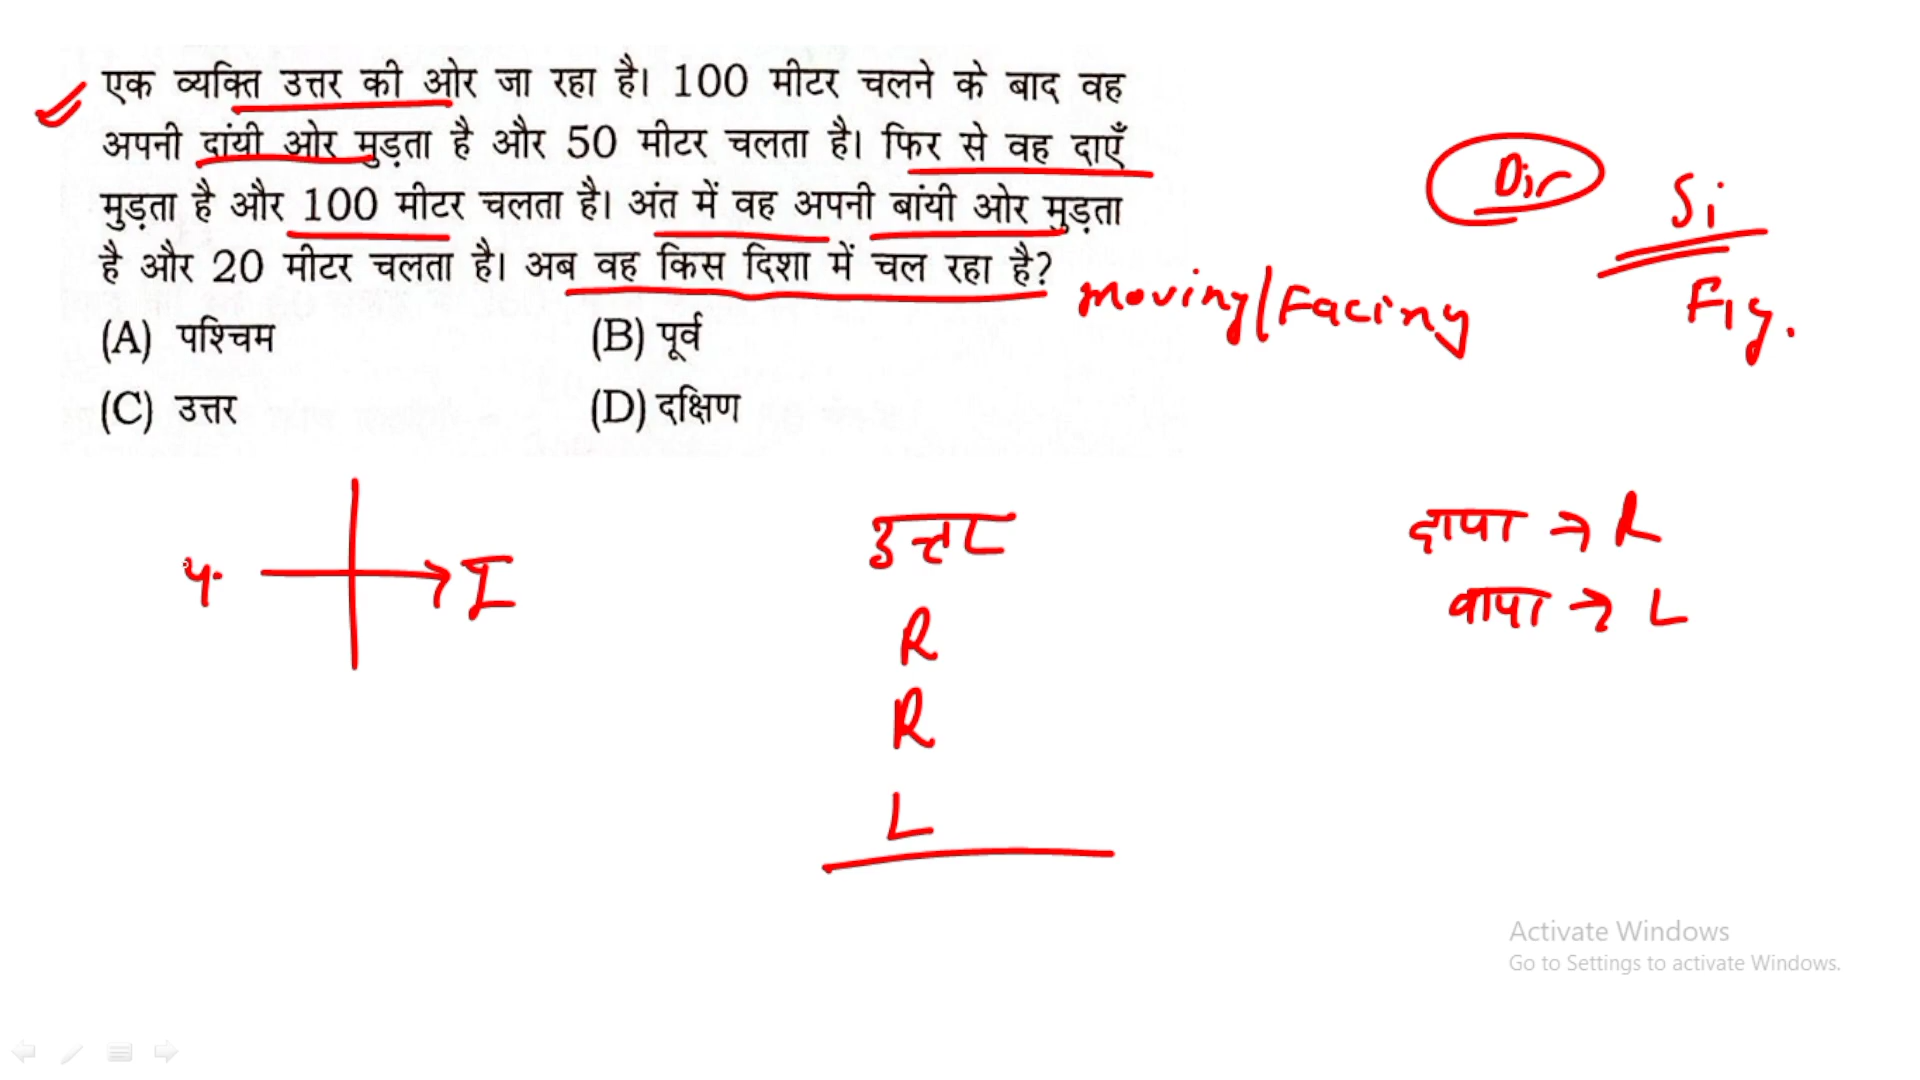 एक व्यक्ति उत्तर की ओर जा रहा है। 100 मीटर चलने के बाद वह
अपनी दांयी ओर मुड़ता है और 50 मीटर चलता है। फिर से वह दाएँ
मुड़ता है और 100 मीटर चलता है। अंत में वह अपनी बांयी ओर मुड़ता
है और 20 मीटर चलता है। अब वह किस दिशा में चल रहा है?
(A) पश्चिम (B) पूर्व
(C) उत्तर (D) दक्षिण
Dir
Si
Moving/Facing
Fig.
उत्तर
R
R
L
दाया → R
वाया → L
Activate Windows
Go to Settings to activate Windows.